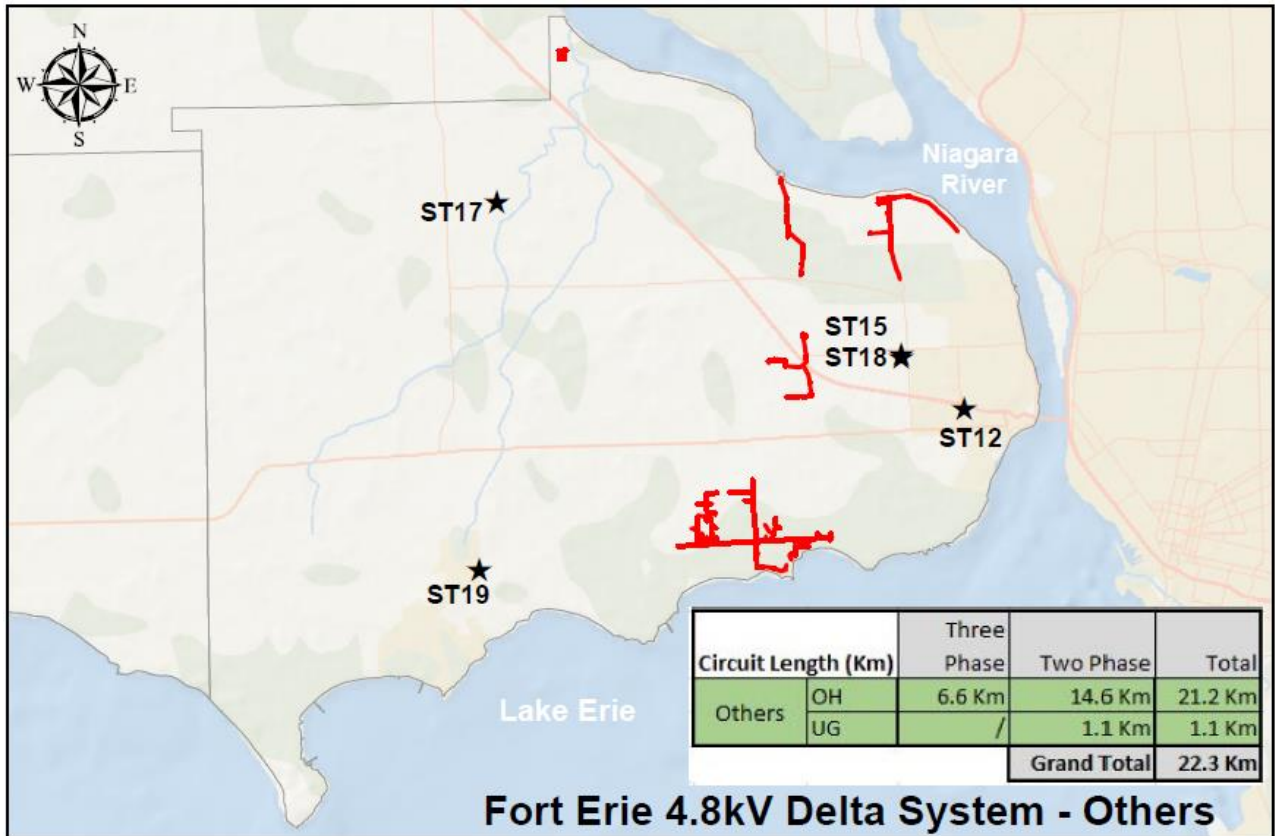 N
W E
S
Niagara
River
ST17
ST15
ST18
ST12
ST19
Lake Erie
Circuit Length (Km) Three Phase Two Phase Total
Others OH 6.6 Km 14.6 Km 21.2 Km
UG / 1.1 Km 1.1 Km
Grand Total 22.3 Km
Fort Erie 4.8kV Delta System - Others